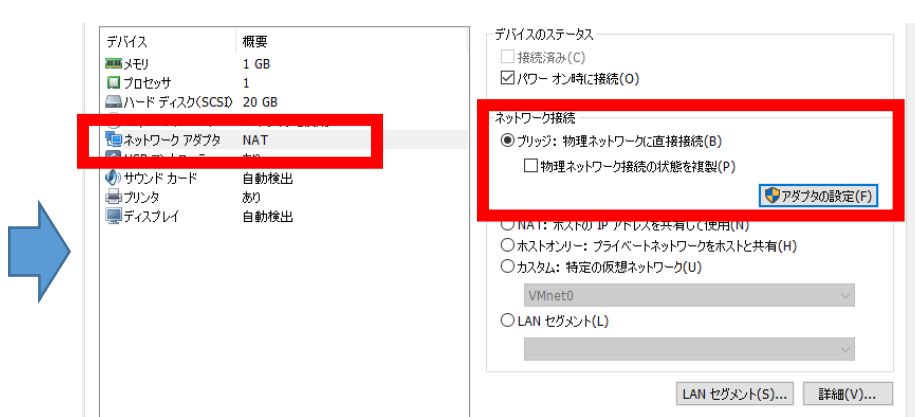 デバイス 概要
メモリ 1 GB
プロセッサ 1
ハード ディスク(SCSI) 20 GB
ネットワーク アダプタ NAT
サウンド カード 自動検出
プリンタ あり
ディスプレイ 自動検出
デバイスのステータス
接続済み(C)
パワー オン時に接続(O)
ネットワーク接続
ブリッジ: 物理ネットワークに直接接続(B)
物理ネットワーク接続の状態を複製(P)
アダプタの設定(F)
NAT: ホストの IP アドレスを共有して使用(N)
ホストオンリー: プライベートネットワークをホストと共有(H)
カスタム: 特定の仮想ネットワーク(U)
VMnet0
LAN セグメント(L)
LAN セグメント(S)... 詳細(V)...